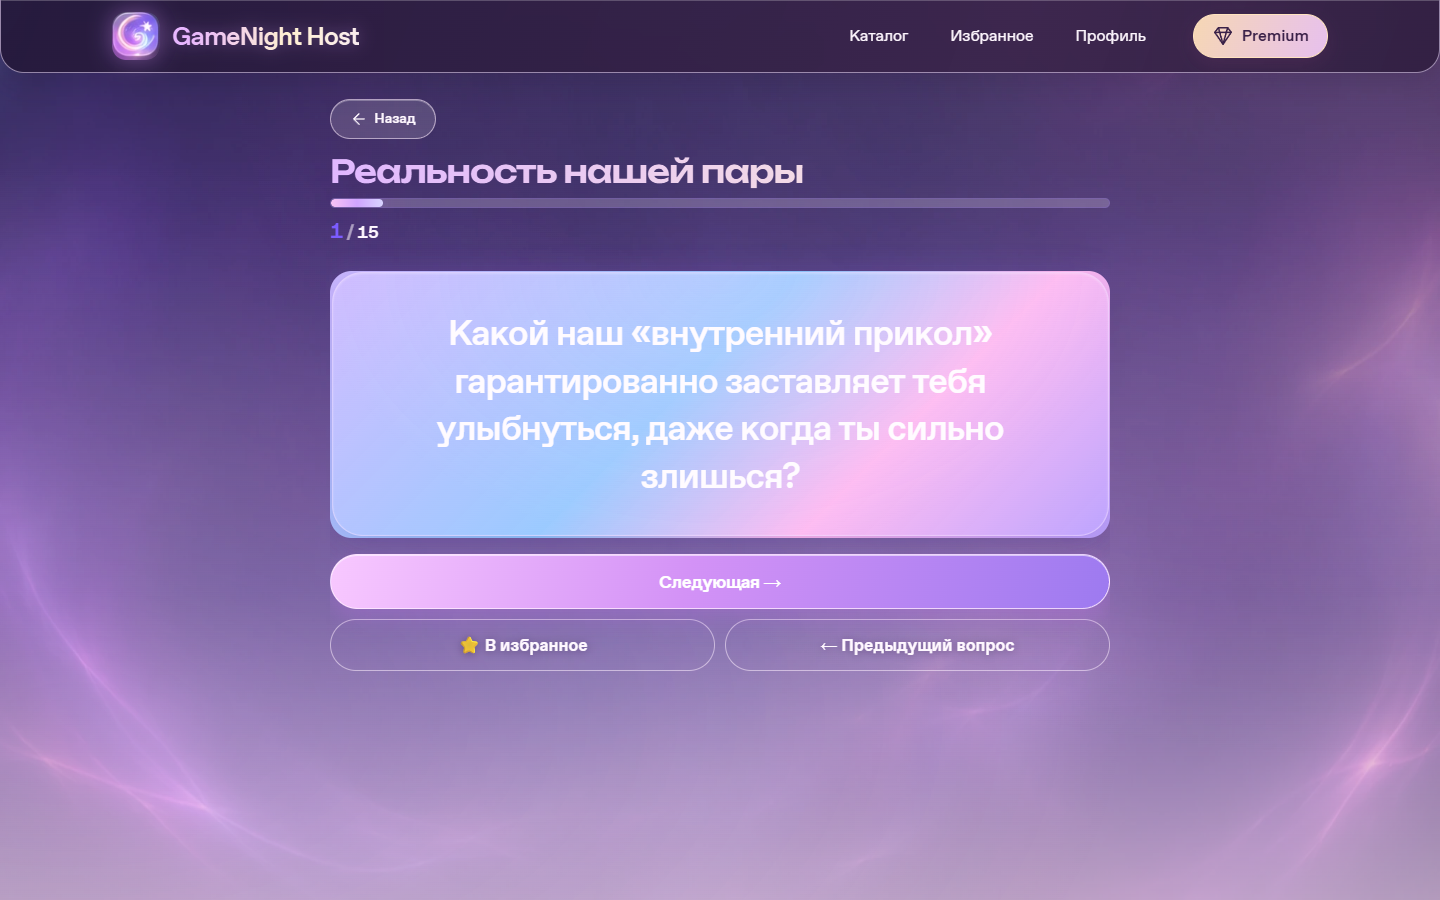 GameNight Host
Каталог
Избранное
Профиль
Premium
← Назад
Реальность нашей пары
1 / 15
Какой наш «внутренний прикол»
гарантированно заставляет тебя
улыбнуться, даже когда ты сильно
злишься?
Следующая →
⭐ В избранное
← Предыдущий вопрос